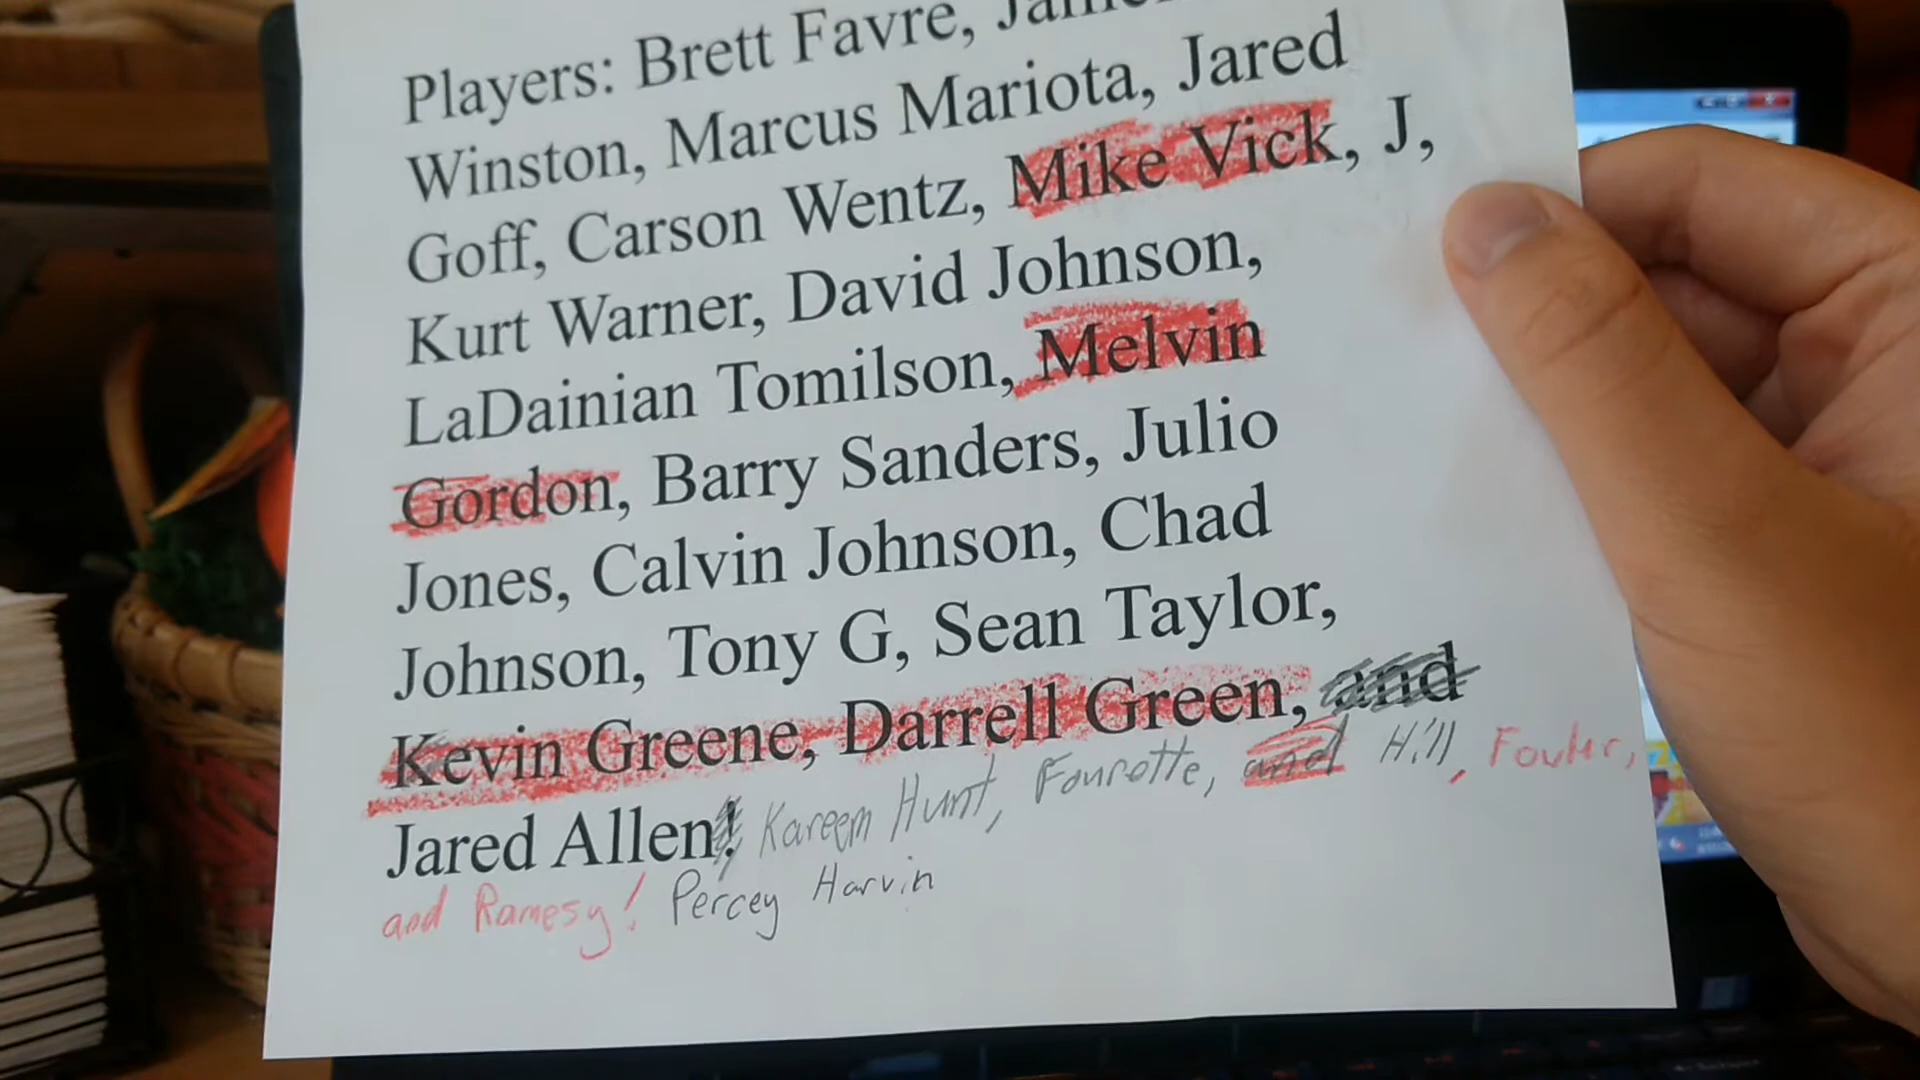 Players: Brett Favre,
Winston, Marcus Mariota, Jared
Goff, Carson Wentz, Mike Vick, J,
Kurt Warner, David Johnson,
LaDainian Tomilson, Melvin
Gordon, Barry Sanders, Julio
Jones, Calvin Johnson, Chad
Johnson, Tony G, Sean Taylor,
Kevin Greene, Darrell Green, and
Jared Allen! Kareem Hunt, Fournotte, and Hill, Fowler,
and Ramesy! Percey Harvin